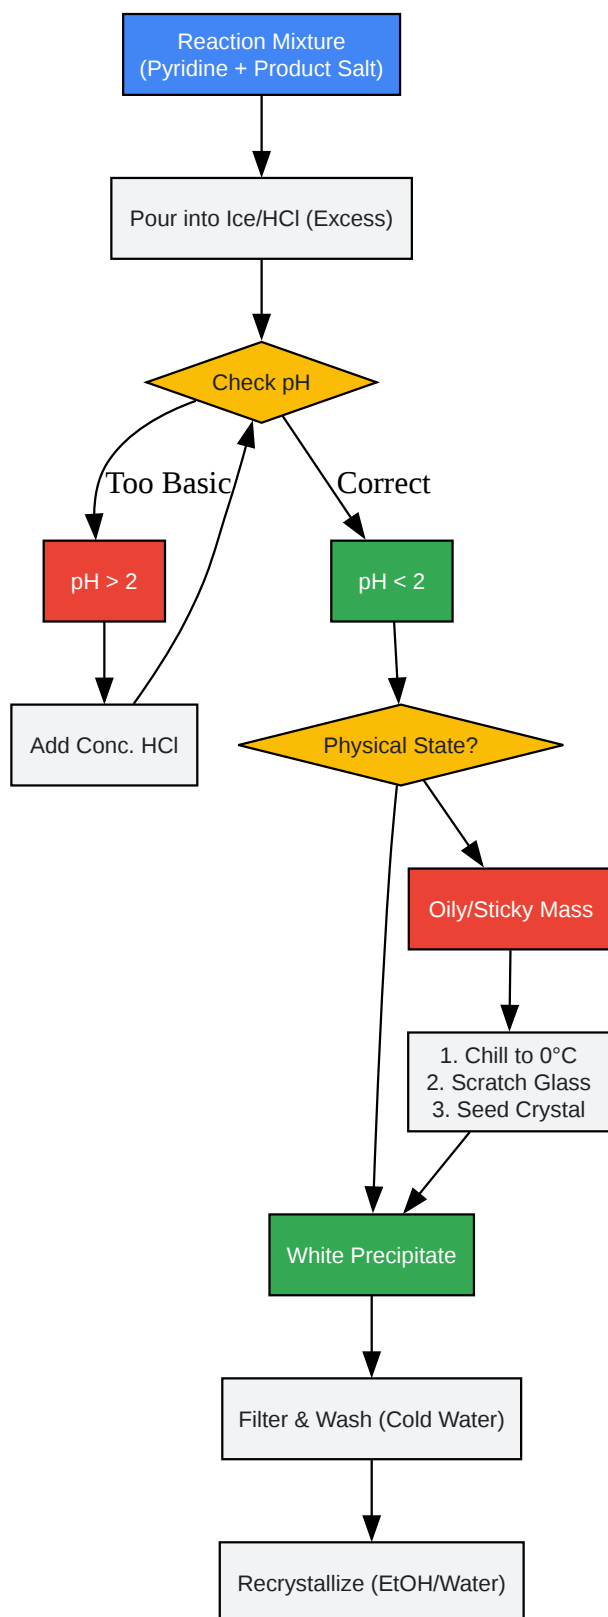 Reaction Mixture
(Pyridine + Product Salt)
Pour into Ice/HCl (Excess)
Check pH
Too Basic
Correct
pH > 2
pH < 2
Add Conc. HCl
Physical State?
Oily/Sticky Mass
1. Chill to 0°C
2. Scratch Glass
3. Seed Crystal
White Precipitate
Filter & Wash (Cold Water)
Recrystallize (EtOH/Water)